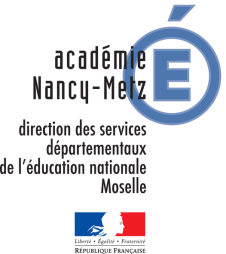 académie
Nancy-Metz
É
direction des services
départementaux
de l'éducation nationale
Moselle
Liberté • Égalité • Fraternité
RÉPUBLIQUE FRANÇAISE